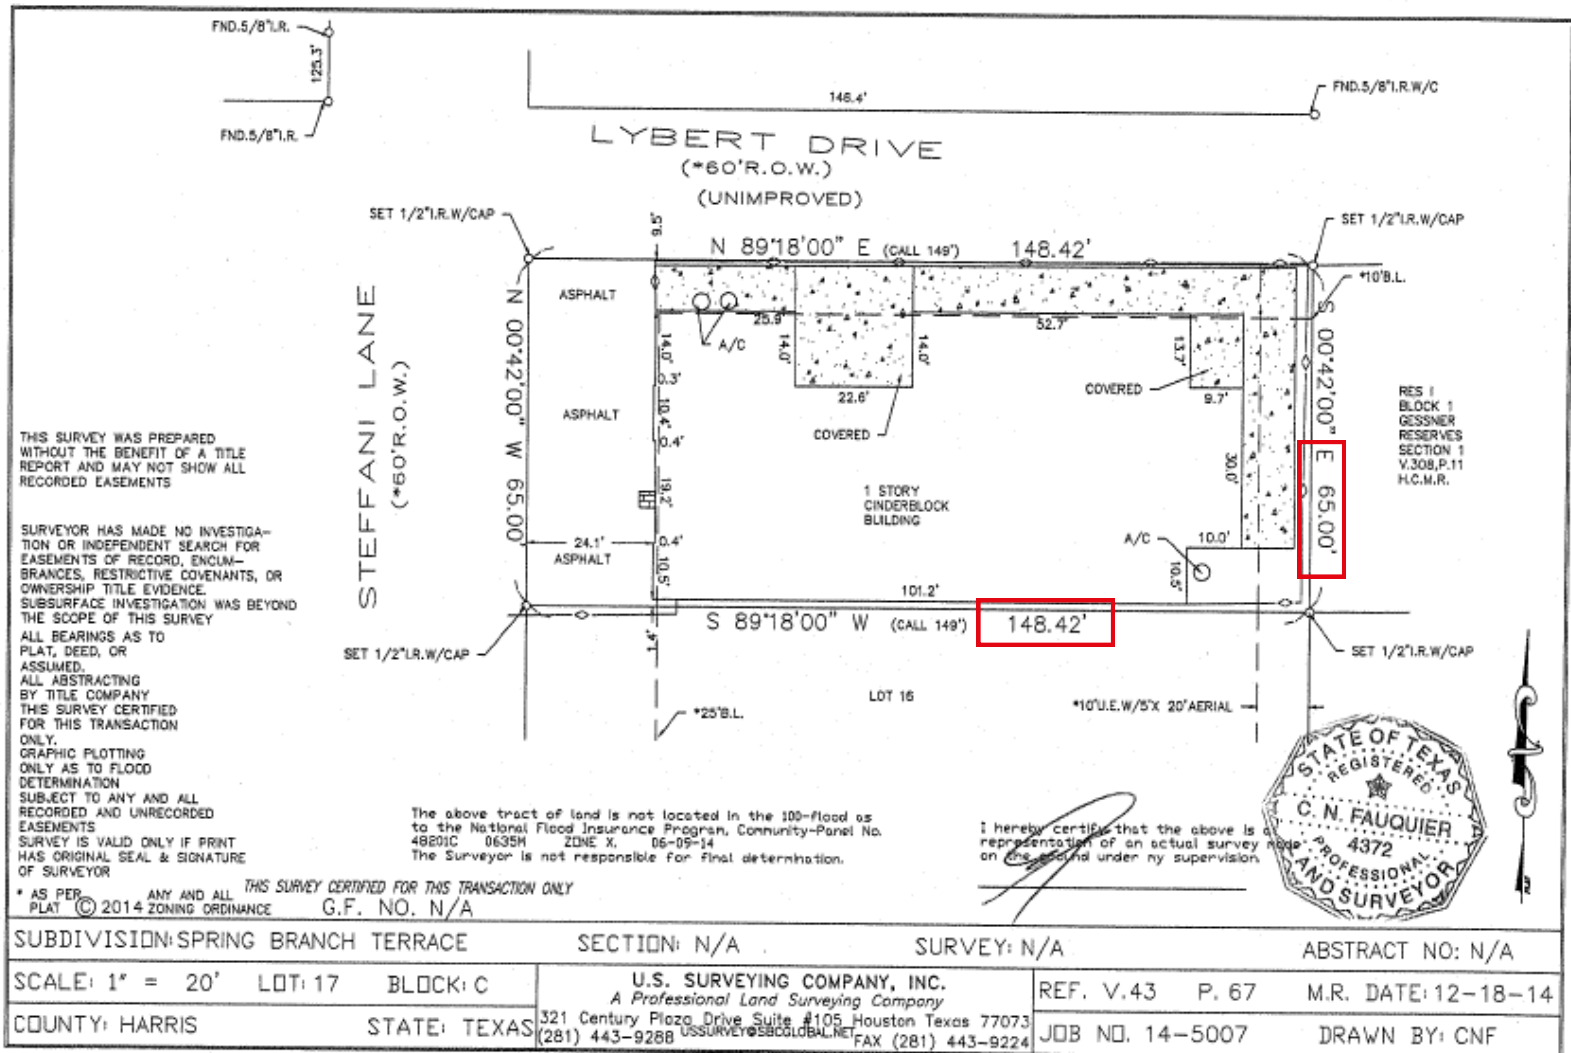 FND.5/8"I.R.
125.3'
FND.5/8"I.R.
146.4'
FND.5/8"I.R.W/C
LYBERT DRIVE
(*60'R.O.W.)
(UNIMPROVED)
SET 1/2"I.R.W/CAP
9.5'
N 89°18'00" E (CALL 149') 148.42'
SET 1/2"I.R.W/CAP
*10'B.L.
STEFFANI LANE
(*60'R.O.W.)
N 00°42'00" W 65.00'
ASPHALT
25.9'
A/C
14.0'
14.0'
22.6'
COVERED
52.7'
13.7'
COVERED
9.7'
S 00°42'00" E 65.00'
RES I
BLOCK 1
GESSNER
RESERVES
SECTION 1
V.308,P.11
H.C.M.R.
14.0'
0.3'
10.4'
0.4'
19.2'
0.4'
10.5'
ASPHALT
24.1'
ASPHALT
1 STORY
CINDERBLOCK
BUILDING
30.0'
A/C
10.0'
10.5'
101.2'
S 89°18'00" W (CALL 149') 148.42'
1.4'
SET 1/2"I.R.W/CAP
SET 1/2"I.R.W/CAP
LOT 16
*25'B.L.
*10'U.E.W/5'X 20'AERIAL
THIS SURVEY WAS PREPARED
WITHOUT THE BENEFIT OF A TITLE
REPORT AND MAY NOT SHOW ALL
RECORDED EASEMENTS
SURVEYOR HAS MADE NO INVESTIGA-
TION OR INDEPENDENT SEARCH FOR
EASEMENTS OF RECORD, ENCUM-
BRANCES, RESTRICTIVE COVENANTS, OR
OWNERSHIP TITLE EVIDENCE.
SUBSURFACE INVESTIGATION WAS BEYOND
THE SCOPE OF THIS SURVEY
ALL BEARINGS AS TO
PLAT, DEED, OR
ASSUMED.
ALL ABSTRACTING
BY TITLE COMPANY
THIS SURVEY CERTIFIED
FOR THIS TRANSACTION
ONLY.
GRAPHIC PLOTTING
ONLY AS TO FLOOD
DETERMINATION
SUBJECT TO ANY AND ALL
RECORDED AND UNRECORDED
EASEMENTS
SURVEY IS VALID ONLY IF PRINT
HAS ORIGINAL SEAL & SIGNATURE
OF SURVEYOR
* AS PER PLAT © 2014 ANY AND ALL ZONING ORDINANCE
THIS SURVEY CERTIFIED FOR THIS TRANSACTION ONLY
G.F. NO. N/A
The above tract of land is not located in the 100-flood as
to the National Flood Insurance Program, Community-Panel No.
48201C 0635M ZONE X, 06-09-14
The Surveyor is not responsible for final determination.
I hereby certify that the above is a
representation of an actual survey made
on the ground under my supervision
STATE OF TEXAS
REGISTERED
C. N. FAUQUIER
4372
PROFESSIONAL
LAND SURVEYOR
PLAT
SUBDIVISION: SPRING BRANCH TERRACE SECTION: N/A SURVEY: N/A ABSTRACT NO: N/A
SCALE: 1" = 20' LOT: 17 BLOCK: C
COUNTY: HARRIS STATE: TEXAS
U.S. SURVEYING COMPANY, INC.
A Professional Land Surveying Company
321 Century Plaza Drive Suite #105 Houston Texas 77073
(281) 443-9288 USSURVEY@SBCGLOBAL.NET FAX (281) 443-9224
REF. V.43 P. 67 M.R. DATE: 12-18-14
JOB NO. 14-5007 DRAWN BY: CNF